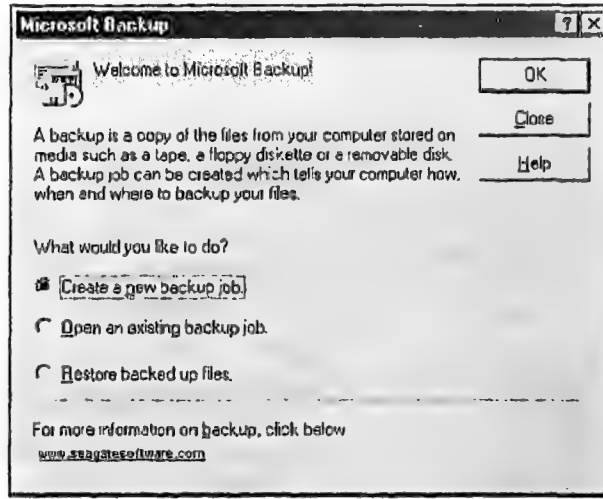 Microsoft Backup
Welcome to Microsoft Backup!
OK
Close
Help
A backup is a copy of the files from your computer stored on
media such as a tape, a floppy diskette or a removable disk.
A backup job can be created which tells your computer how,
when and where to backup your files.
What would you like to do?
Create a new backup job.
Open an existing backup job.
Restore backed up files.
For more information on backup, click below
www.seagatesoftware.com